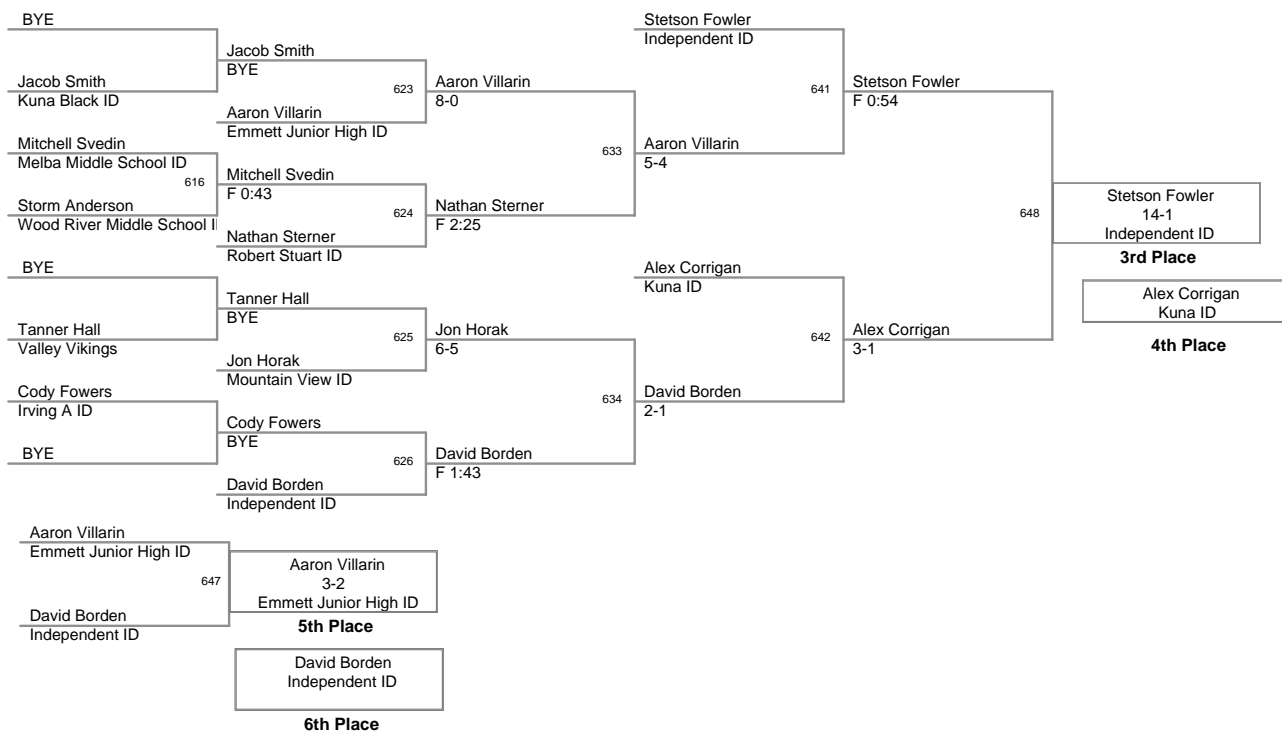 BYE
Jacob Smith
Kuna Black ID
Mitchell Svedin
Melba Middle School ID
616
Storm Anderson
Wood River Middle School I
BYE
Tanner Hall
Valley Vikings
Cody Fowers
Irving A ID
BYE
Jacob Smith
BYE
623
Aaron Villarin
Emmett Junior High ID
Mitchell Svedin
F 0:43
624
Nathan Sterner
Robert Stuart ID
Tanner Hall
BYE
625
Jon Horak
Mountain View ID
Cody Fowers
BYE
626
David Borden
Independent ID
Aaron Villarin
8-0
633
Nathan Sterner
F 2:25
Jon Horak
6-5
634
David Borden
F 1:43
Stetson Fowler
Independent ID
641
Aaron Villarin
5-4
Alex Corrigan
Kuna ID
642
David Borden
2-1
Stetson Fowler
F 0:54
648
Alex Corrigan
3-1
Stetson Fowler
14-1
Independent ID
3rd Place
Alex Corrigan
Kuna ID
4th Place
Aaron Villarin
Emmett Junior High ID
647
David Borden
Independent ID
Aaron Villarin
3-2
Emmett Junior High ID
5th Place
David Borden
Independent ID
6th Place